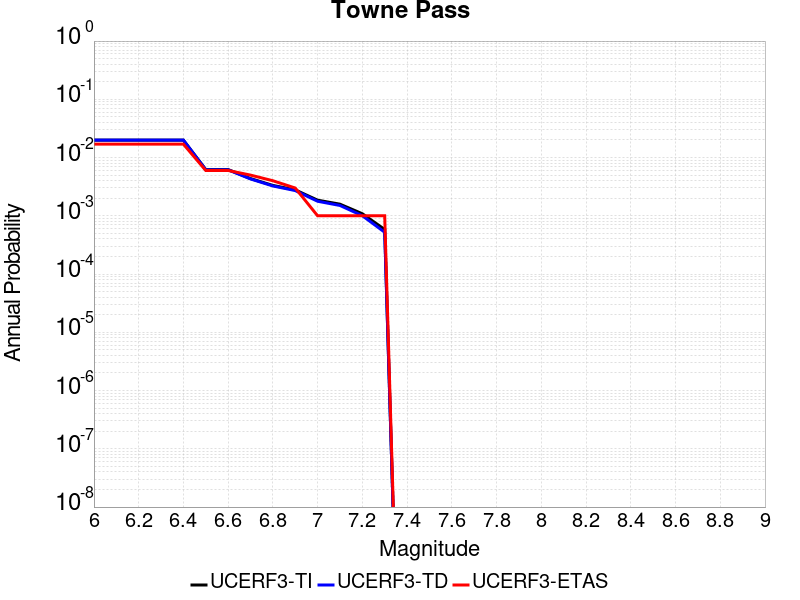 Towne Pass
10^0
10^-1
10^-2
10^-3
10^-4
10^-5
10^-6
10^-7
10^-8
Annual Probability
6 6.2 6.4 6.6 6.8 7 7.2 7.4 7.6 7.8 8 8.2 8.4 8.6 8.8 9
Magnitude
UCERF3-TI UCERF3-TD UCERF3-ETAS